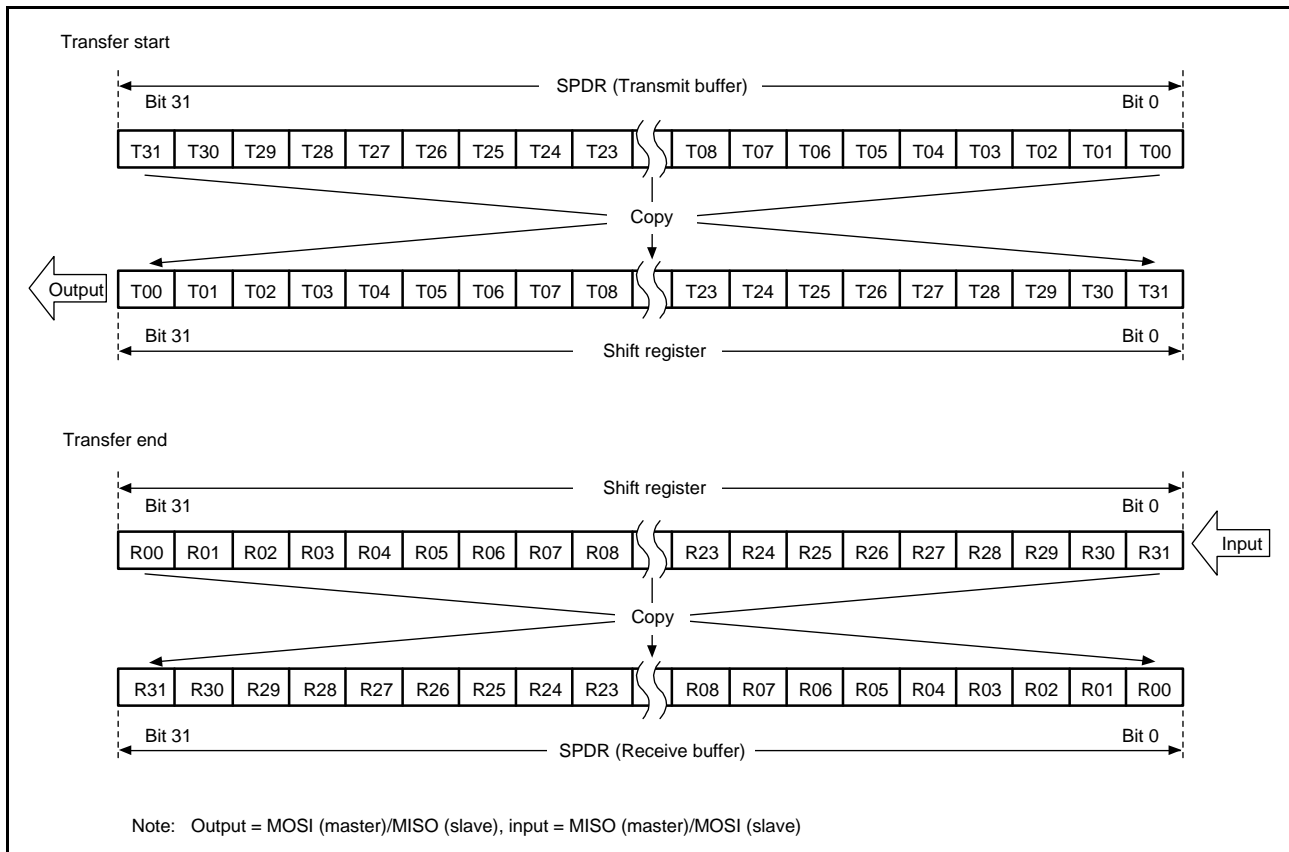 Transfer start
SPDR (Transmit buffer)
Bit 31 Bit 0
T31 T30 T29 T28 T27 T26 T25 T24 T23 T08 T07 T06 T05 T04 T03 T02 T01 T00
Copy
Output T00 T01 T02 T03 T04 T05 T06 T07 T08 T23 T24 T25 T26 T27 T28 T29 T30 T31
Bit 31 Bit 0
Shift register
Transfer end
Shift register
Bit 31 Bit 0
R00 R01 R02 R03 R04 R05 R06 R07 R08 R23 R24 R25 R26 R27 R28 R29 R30 R31 Input
Copy
R31 R30 R29 R28 R27 R26 R25 R24 R23 R08 R07 R06 R05 R04 R03 R02 R01 R00
Bit 31 Bit 0
SPDR (Receive buffer)
Note: Output = MOSI (master)/MISO (slave), input = MISO (master)/MOSI (slave)